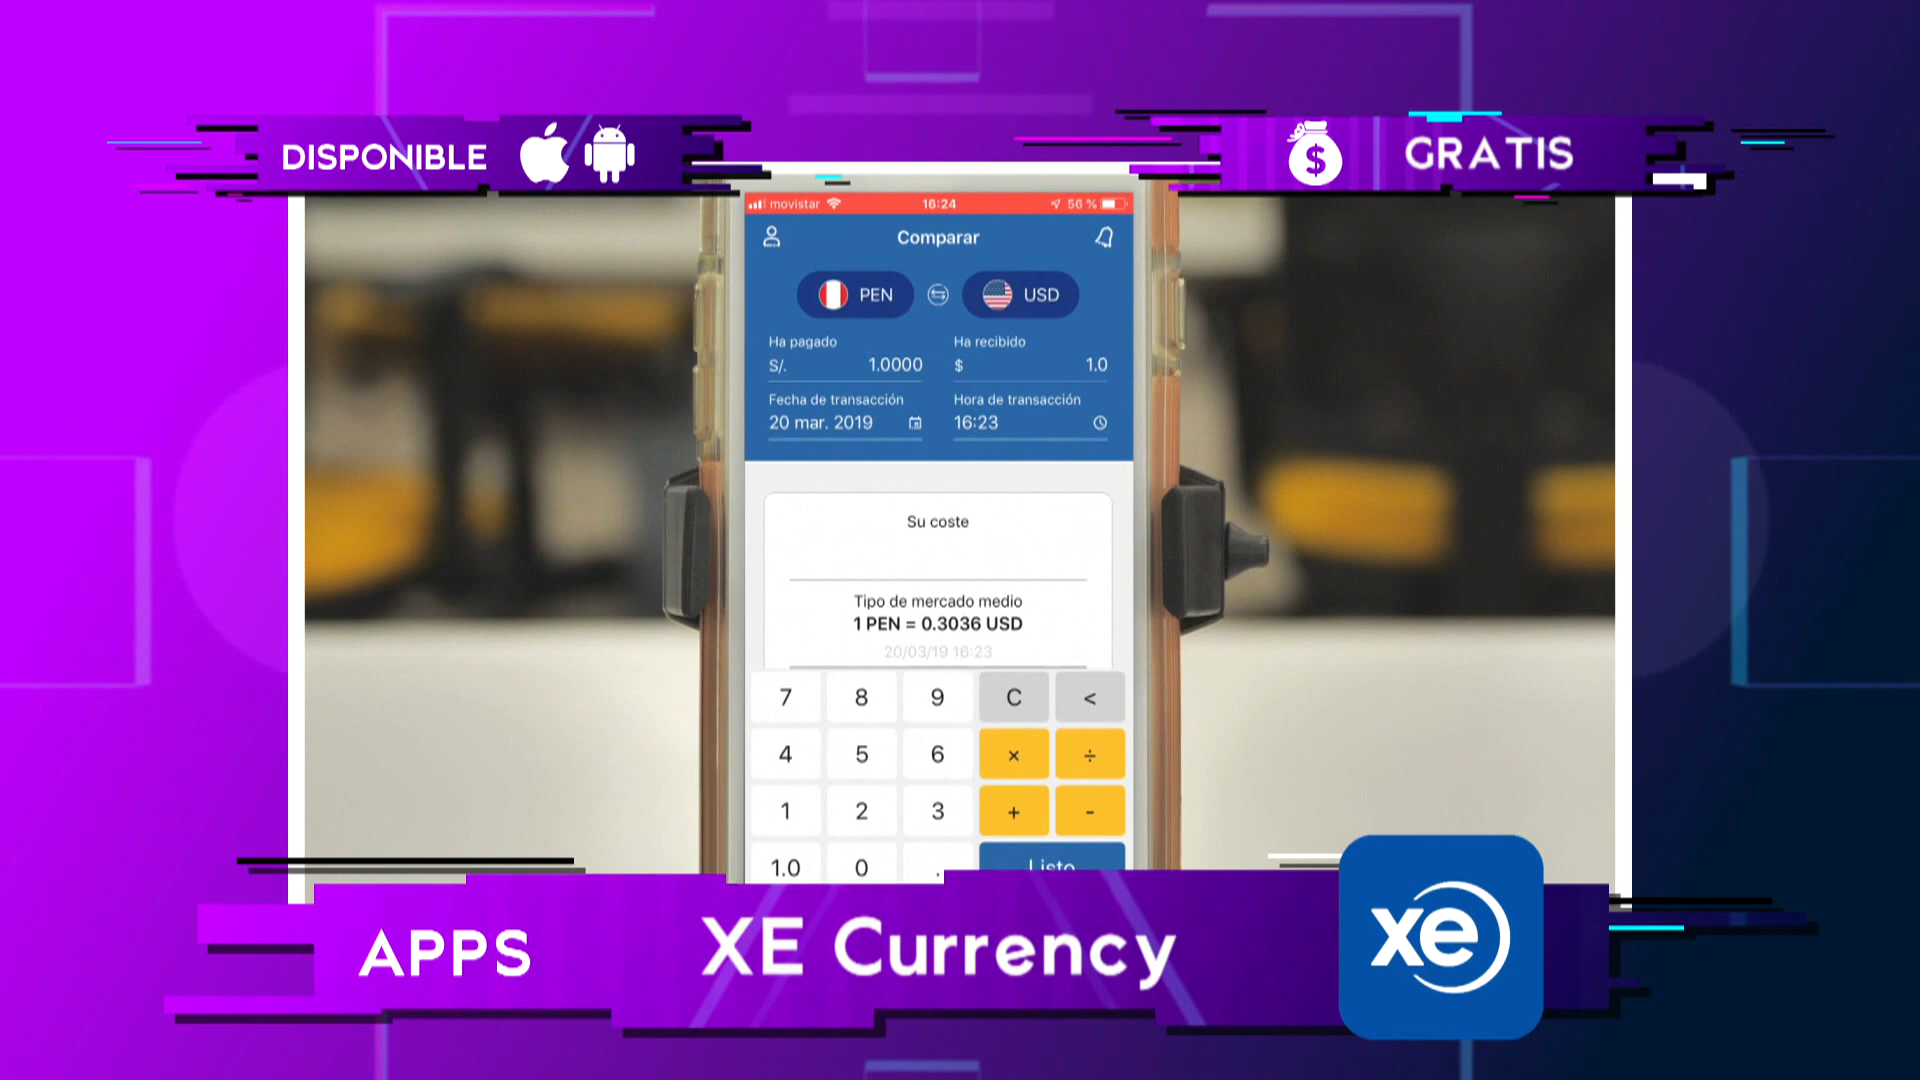 DISPONIBLE
$ GRATIS
movistar 16:24 56 %
Comparar
PEN USD
Ha pagado Ha recibido
S/. 1.0000 $ 1.0
Fecha de transacción Hora de transacción
20 mar. 2019 16:23
Su coste
Tipo de mercado medio
1 PEN = 0.3036 USD
20/03/19 16:23
7 8 9 C <
4 5 6 × ÷
1 2 3 + -
1.0 0 . Listo
APPS XE Currency xe